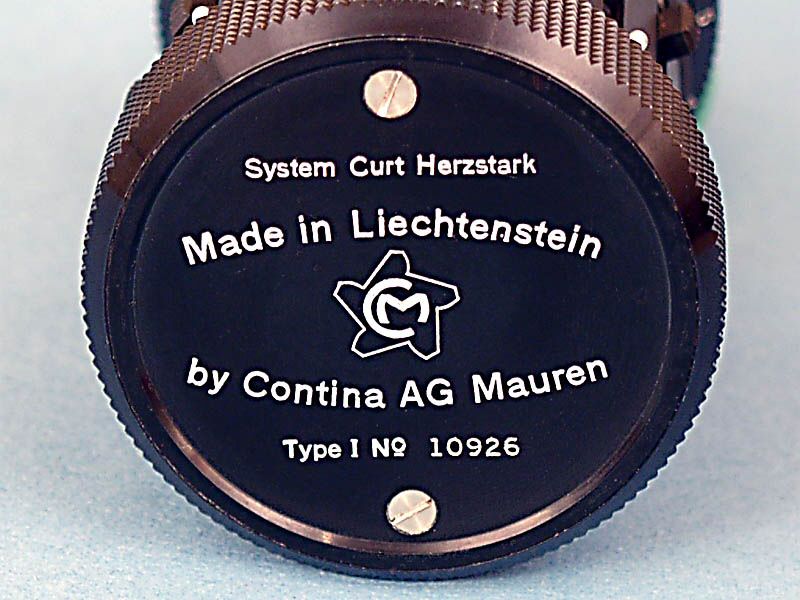 System Curt Herzstark
Made in Liechtenstein
CM
by Contina AG Mauren
Type I Nº 10926